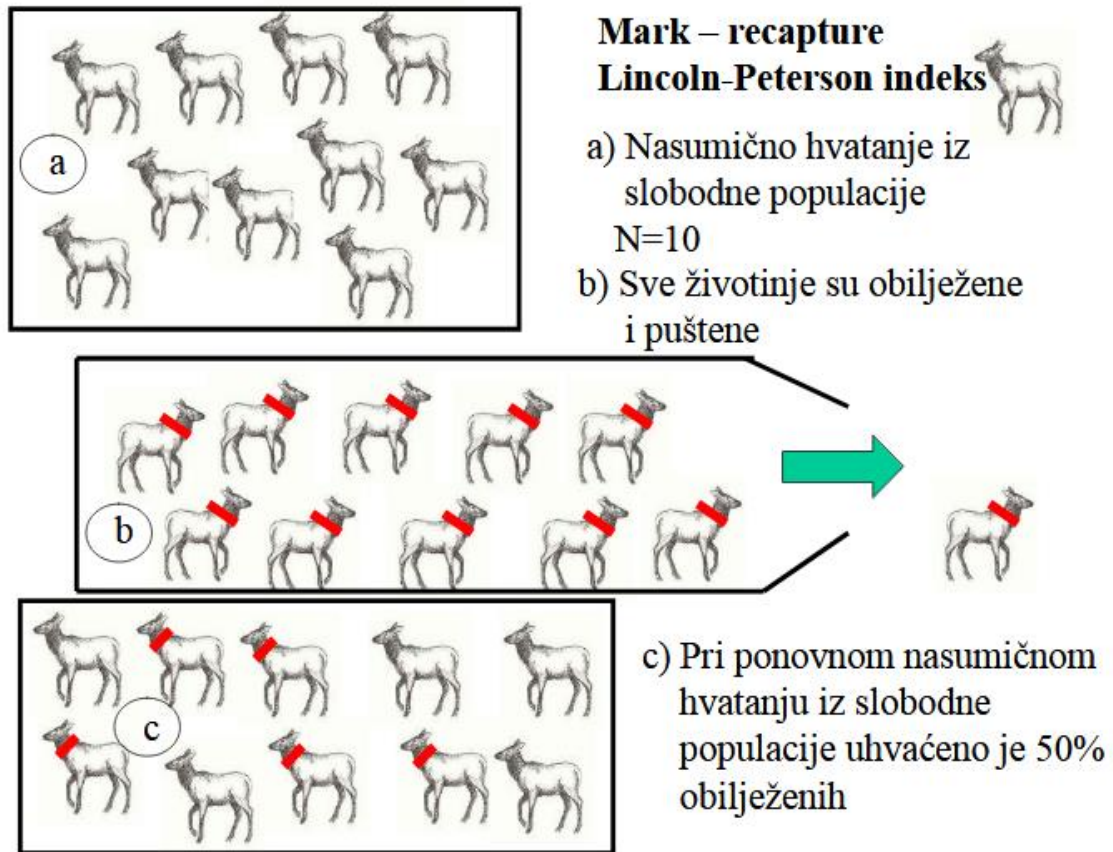 Mark – recapture
Lincoln-Peterson indeks
a
a) Nasumično hvatanje iz
slobodne populacije
N=10
b) Sve životinje su obilježene
i puštene
b
c
c) Pri ponovnom nasumičnom
hvatanju iz slobodne
populacije uhvaćeno je 50%
obilježenih